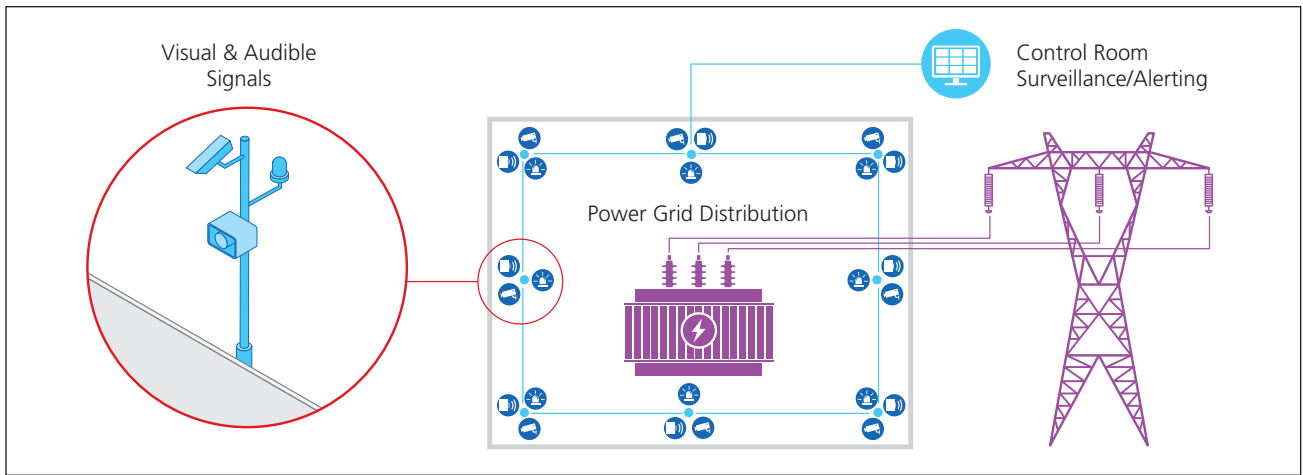 Visual & Audible
Signals
Control Room
Surveillance/Alerting
Power Grid Distribution